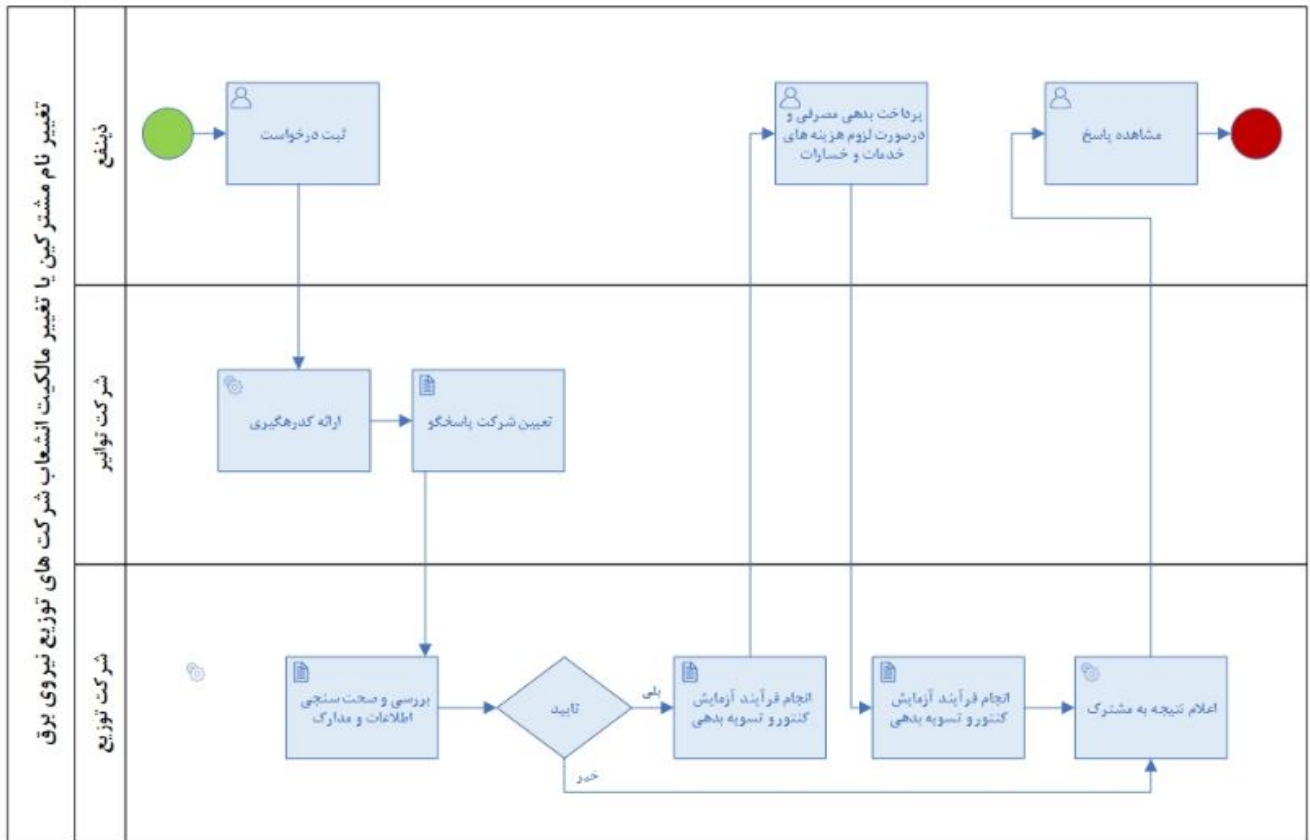 تغییر نام مشترکین یا تغییر مالکیت انشعاب شرکت های توزیع نیروی برق
ذینفع
ثبت درخواست
پرداخت بدهی مصرفی و
درصورت لزوم هزینه های
خدمات و خسارات
مشاهده پاسخ
شرکت توانیر
ارائه کدرهگیری
تعیین شرکت پاسخگو
شرکت توزیع
بررسی و صحت سنجی
اطلاعات و مدارک
تایید
بلی
خیر
انجام فرآیند آزمایش
کنتور و تسویه بدهی
انجام فرآیند آزمایش
کنتور و تسویه بدهی
اعلام نتیجه به مشترک